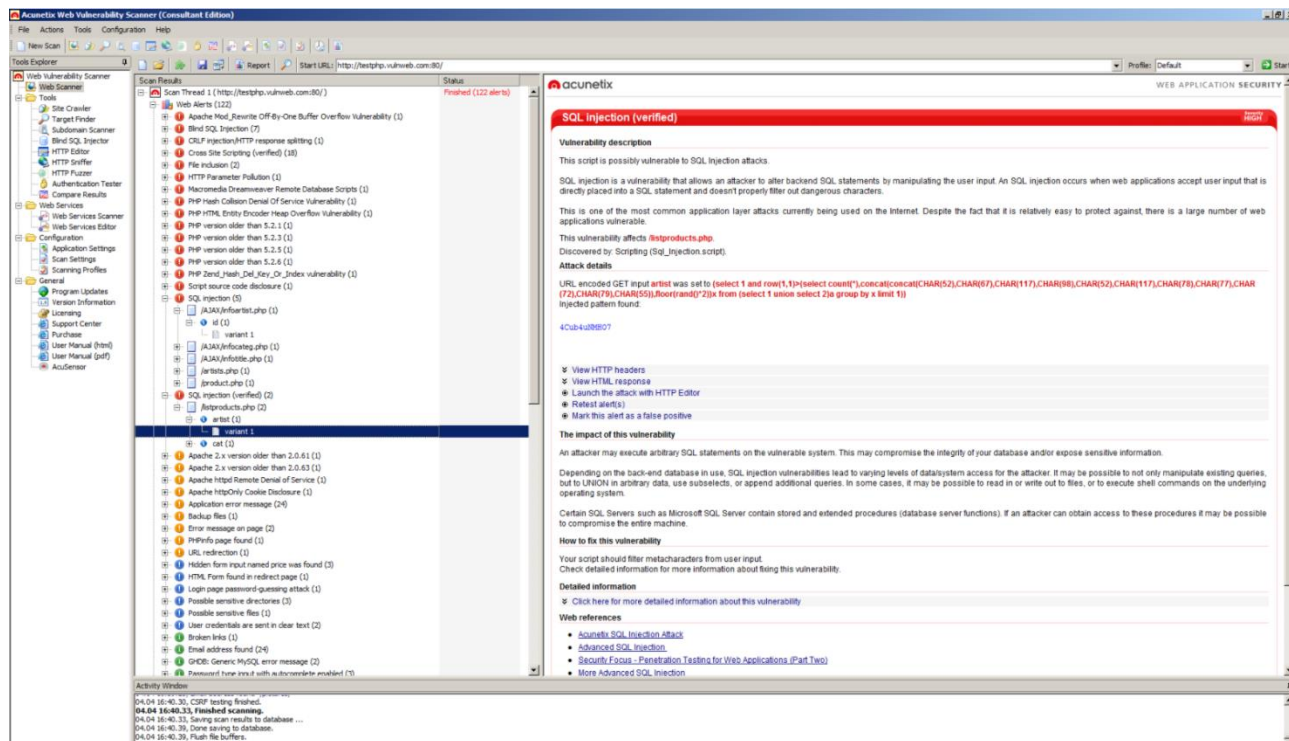 Acunetix Web Vulnerability Scanner (Consultant Edition)
File Actions Tools Configuration Help
New Scan
Tools Explorer
Report
Start URL: http://testphp.vulnweb.com:80/
Profile: Default
Start
Web Vulnerability Scanner
Web Scanner
Tools
Site Crawler
Target Finder
Subdomain Scanner
Blind SQL Injector
HTTP Editor
HTTP Sniffer
HTTP Fuzzer
Authentication Tester
Compare Results
Web Services
Web Services Scanner
Web Services Editor
Configuration
Application Settings
Scan Settings
Scanning Profiles
General
Program Updates
Version Information
Licensing
Support Center
Purchase
User Manual (html)
User Manual (pdf)
AcuSensor
Scan Results Status
Scan Thread 1 ( http://testphp.vulnweb.com:80/ ) Finished (122 alerts)
Web Alerts (122)
Apache Mod_Rewrite Off-By-One Buffer Overflow Vulnerability (1)
Blind SQL Injection (7)
CRLF injection/HTTP response splitting (1)
Cross Site Scripting (verified) (18)
File inclusion (2)
HTTP Parameter Pollution (1)
Macromedia Dreamweaver Remote Database Scripts (1)
PHP Hash Collision Denial Of Service Vulnerability (1)
PHP HTML Entity Encoder Heap Overflow Vulnerability (1)
PHP version older than 5.2.1 (1)
PHP version older than 5.2.3 (1)
PHP version older than 5.2.5 (1)
PHP version older than 5.2.6 (1)
PHP Zend_Hash_Del_Key_Or_Index vulnerability (1)
Script source code disclosure (1)
SQL injection (5)
/AJAX/infoartist.php (1)
id (1)
variant 1
/AJAX/infocateg.php (1)
/AJAX/infotitle.php (1)
/artists.php (1)
/product.php (1)
SQL injection (verified) (2)
/listproducts.php (2)
artist (1)
variant 1
cat (1)
Apache 2.x version older than 2.0.61 (1)
Apache 2.x version older than 2.0.63 (1)
Apache httpd Remote Denial of Service (1)
Apache httpOnly Cookie Disclosure (1)
Application error message (24)
Backup files (1)
Error message on page (2)
PHPinfo page found (1)
URL redirection (1)
Hidden form input named price was found (3)
HTML Form found in redirect page (1)
Login page password-guessing attack (1)
Possible sensitive directories (3)
Possible sensitive files (1)
User credentials are sent in clear text (2)
Broken links (1)
Email address found (24)
GHDB: Generic MySQL error message (2)
Password type input with autocomplete enabled (3)
acunetix WEB APPLICATION SECURITY
SQL injection (verified) HIGH
Vulnerability description
This script is possibly vulnerable to SQL Injection attacks.
SQL injection is a vulnerability that allows an attacker to alter backend SQL statements by manipulating the user input. An SQL injection occurs when web applications accept user input that is
directly placed into a SQL statement and doesn't properly filter out dangerous characters.
This is one of the most common application layer attacks currently being used on the Internet. Despite the fact that it is relatively easy to protect against, there is a large number of web
applications vulnerable.
This vulnerability affects /listproducts.php.
Discovered by: Scripting (Sql_Injection.script).
Attack details
URL encoded GET input artist was set to (select 1 and row(1,1)>(select count(*),concat(concat(CHAR(52),CHAR(67),CHAR(117),CHAR(98),CHAR(52),CHAR(117),CHAR(78),CHAR(77),CHAR
(72),CHAR(79),CHAR(55)),floor(rand()*2))x from (select 1 union select 2)a group by x limit 1))
Injected pattern found:
4Cub4uNMHO7
View HTTP headers
View HTML response
Launch the attack with HTTP Editor
Retest alert(s)
Mark this alert as a false positive
The impact of this vulnerability
An attacker may execute arbitrary SQL statements on the vulnerable system. This may compromise the integrity of your database and/or expose sensitive information.
Depending on the back-end database in use, SQL injection vulnerabilities lead to varying levels of data/system access for the attacker. It may be possible to not only manipulate existing queries,
but to UNION in arbitrary data, use subselects, or append additional queries. In some cases, it may be possible to read in or write out to files, or to execute shell commands on the underlying
operating system.
Certain SQL Servers such as Microsoft SQL Server contain stored and extended procedures (database server functions). If an attacker can obtain access to these procedures it may be possible
to compromise the entire machine.
How to fix this vulnerability
Your script should filter metacharacters from user input.
Check detailed information for more information about fixing this vulnerability.
Detailed information
Click here for more detailed information about this vulnerability
Web references
Acunetix SQL Injection Attack
Advanced SQL Injection
Security Focus - Penetration Testing for Web Applications (Part Two)
More Advanced SQL Injection
Activity Window
04.04 16:40.30, CSRF testing finished.
04.04 16:40.33, Finished scanning.
04.04 16:40.33, Saving scan results to database ...
04.04 16:40.39, Done saving to database.
04.04 16:40.39, Flush file buffers.